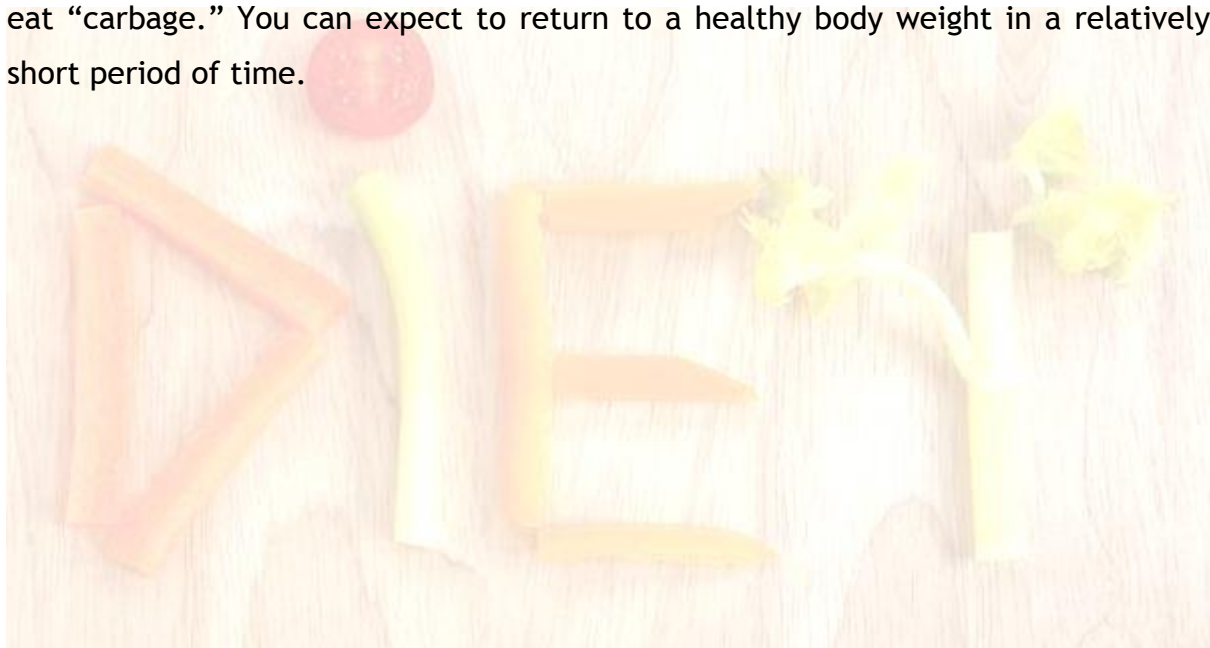 eat “carbage.” You can expect to return to a healthy body weight in a relatively
short period of time.
DIET